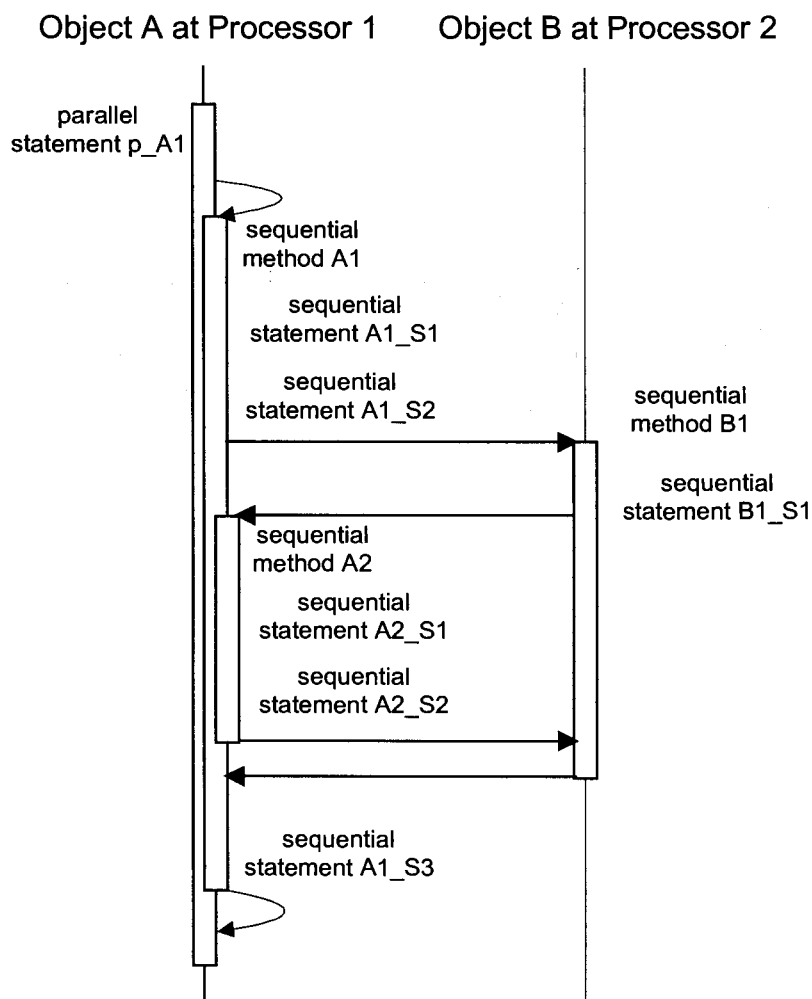 Object A at Processor 1
Object B at Processor 2
parallel
statement p_A1
sequential
method A1
sequential
statement A1_S1
sequential
statement A1_S2
sequential
method B1
sequential
statement B1_S1
sequential
method A2
sequential
statement A2_S1
sequential
statement A2_S2
sequential
statement A1_S3